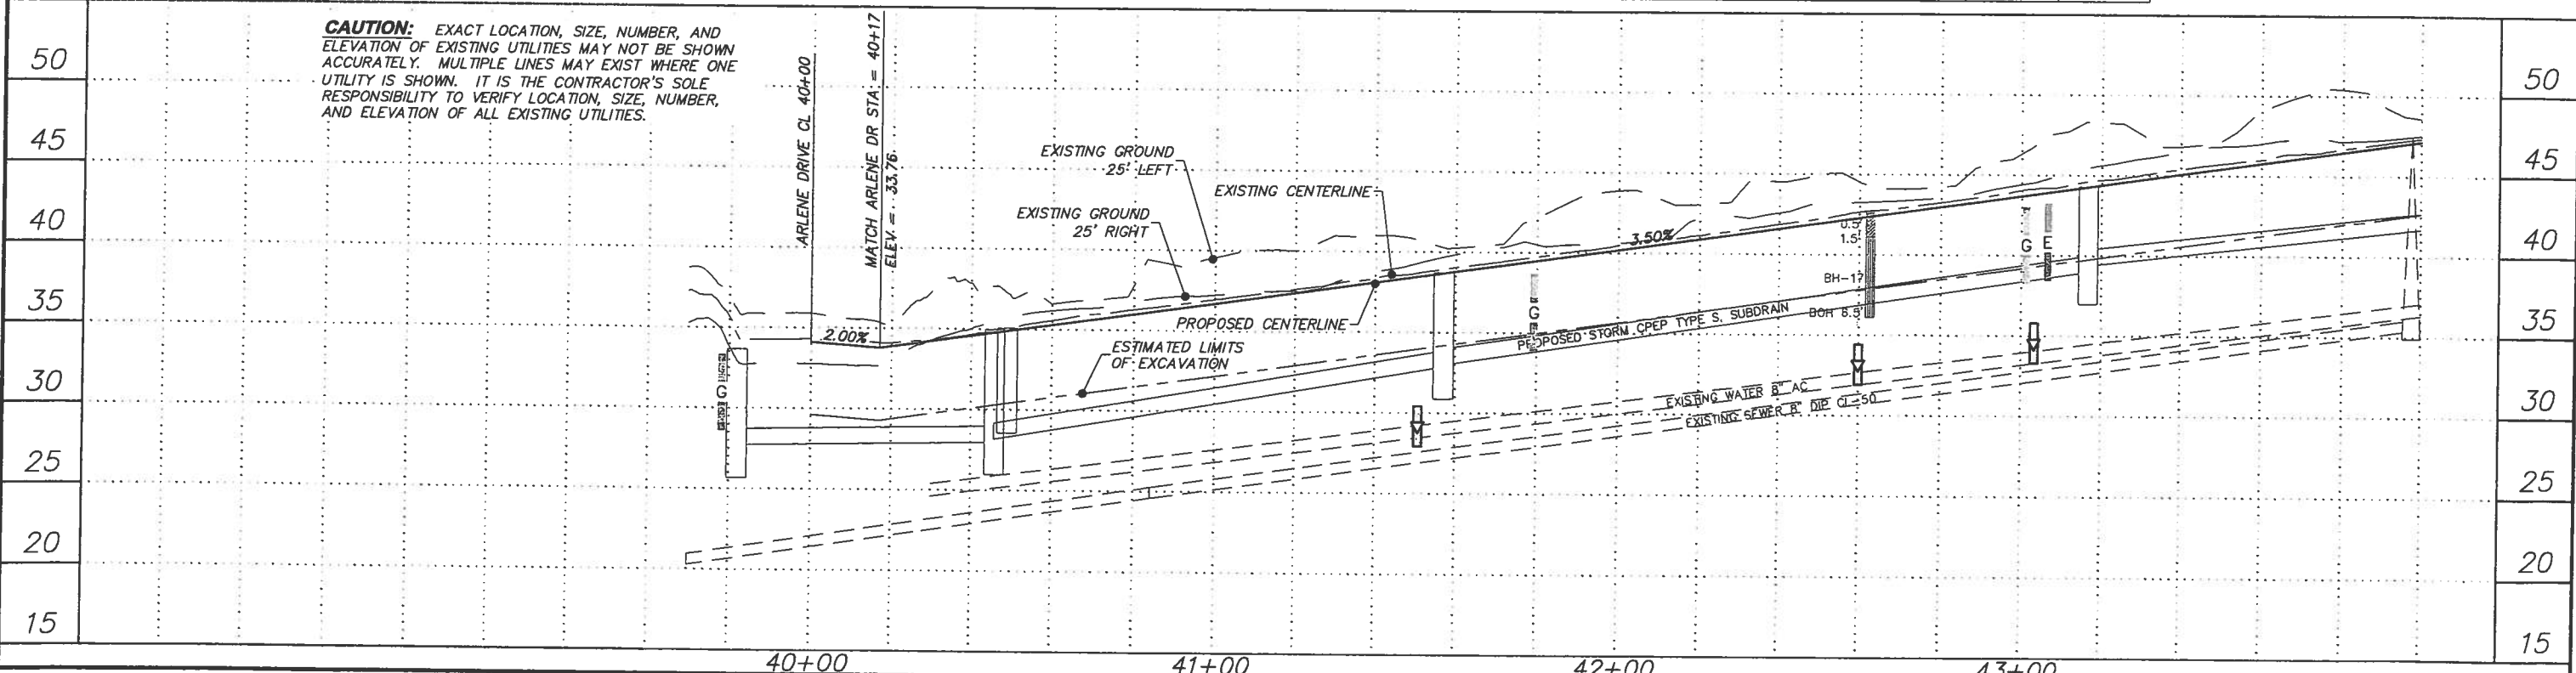 CAUTION: EXACT LOCATION, SIZE, NUMBER, AND
ELEVATION OF EXISTING UTILITIES MAY NOT BE SHOWN
ACCURATELY. MULTIPLE LINES MAY EXIST WHERE ONE
UTILITY IS SHOWN. IT IS THE CONTRACTOR'S SOLE
RESPONSIBILITY TO VERIFY LOCATION, SIZE, NUMBER,
AND ELEVATION OF ALL EXISTING UTILITIES.
50
45
40
35
30
25
20
15
ARLENE DRIVE CL 40+00
MATCH ARLENE DR STA. = 40+17
ELEV. = 33.76
2.00%
EXISTING GROUND
25' LEFT
EXISTING GROUND
25' RIGHT
EXISTING CENTERLINE
PROPOSED CENTERLINE
ESTIMATED LIMITS
OF EXCAVATION
3.50%
G
G
0.5'
1.5'
BH-17
BOH 6.5'
G E
PROPOSED STORM CPEP TYPE S, SUBDRAIN
EXISTING WATER 8" AC
EXISTING SEWER 8" DIP CL-50
50
45
40
35
30
25
20
15
40+00
41+00
42+00
43+00